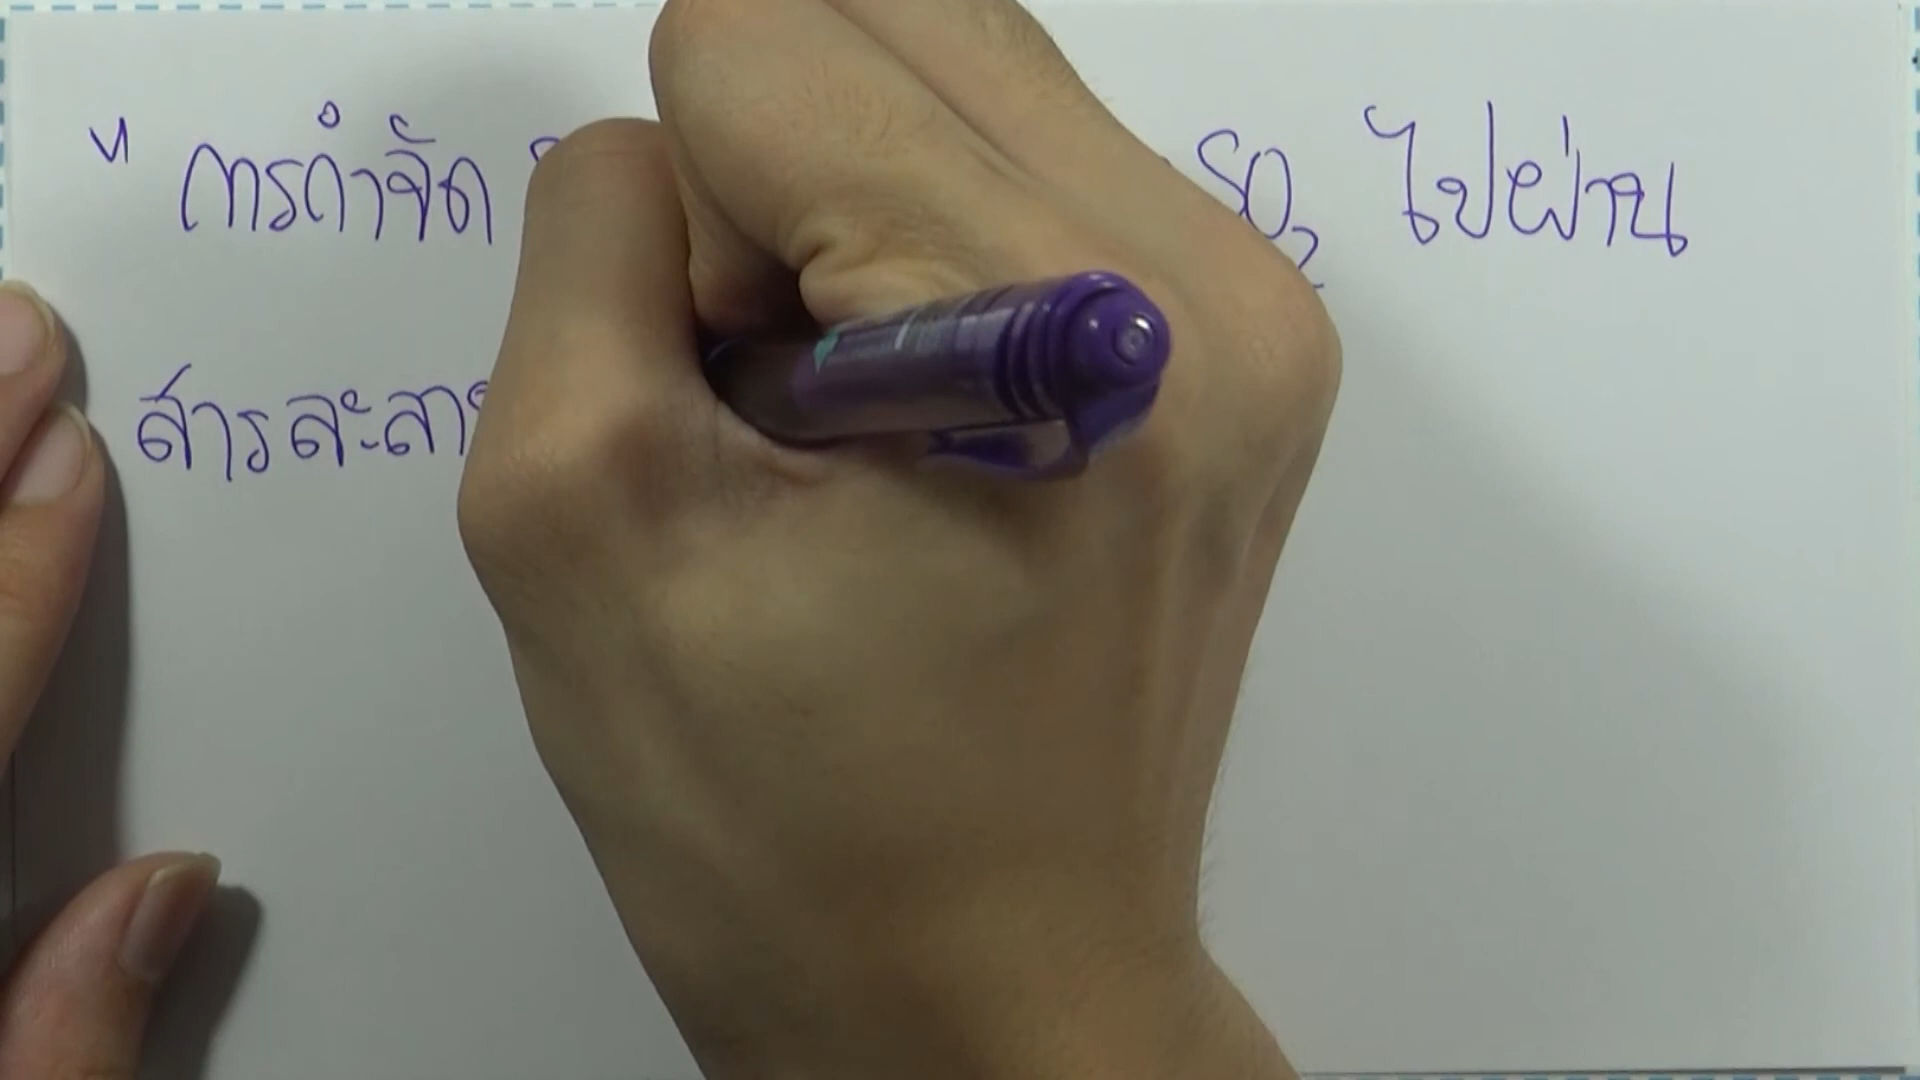 " การกำจัด SO₂ ไปผ่าน
สารละลาย